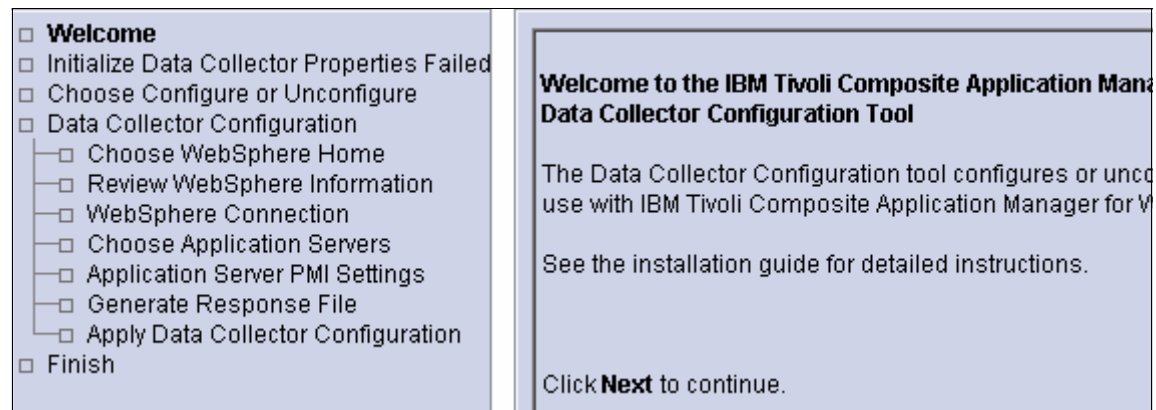 Welcome
Initialize Data Collector Properties Failed
Choose Configure or Unconfigure
Data Collector Configuration
Choose WebSphere Home
Review WebSphere Information
WebSphere Connection
Choose Application Servers
Application Server PMI Settings
Generate Response File
Apply Data Collector Configuration
Finish
Welcome to the IBM Tivoli Composite Application Mana
Data Collector Configuration Tool
The Data Collector Configuration tool configures or unco
use with IBM Tivoli Composite Application Manager for W
See the installation guide for detailed instructions.
Click Next to continue.